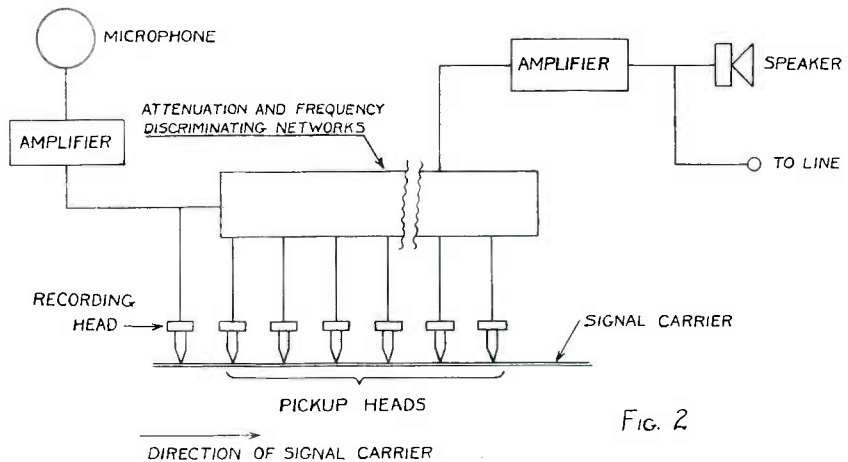 MICROPHONE
AMPLIFIER
SPEAKER
ATTENUATION AND FREQUENCY
DISCRIMINATING NETWORKS
AMPLIFIER
TO LINE
RECORDING
HEAD
SIGNAL CARRIER
PICKUP HEADS
FIG. 2
DIRECTION OF SIGNAL CARRIER